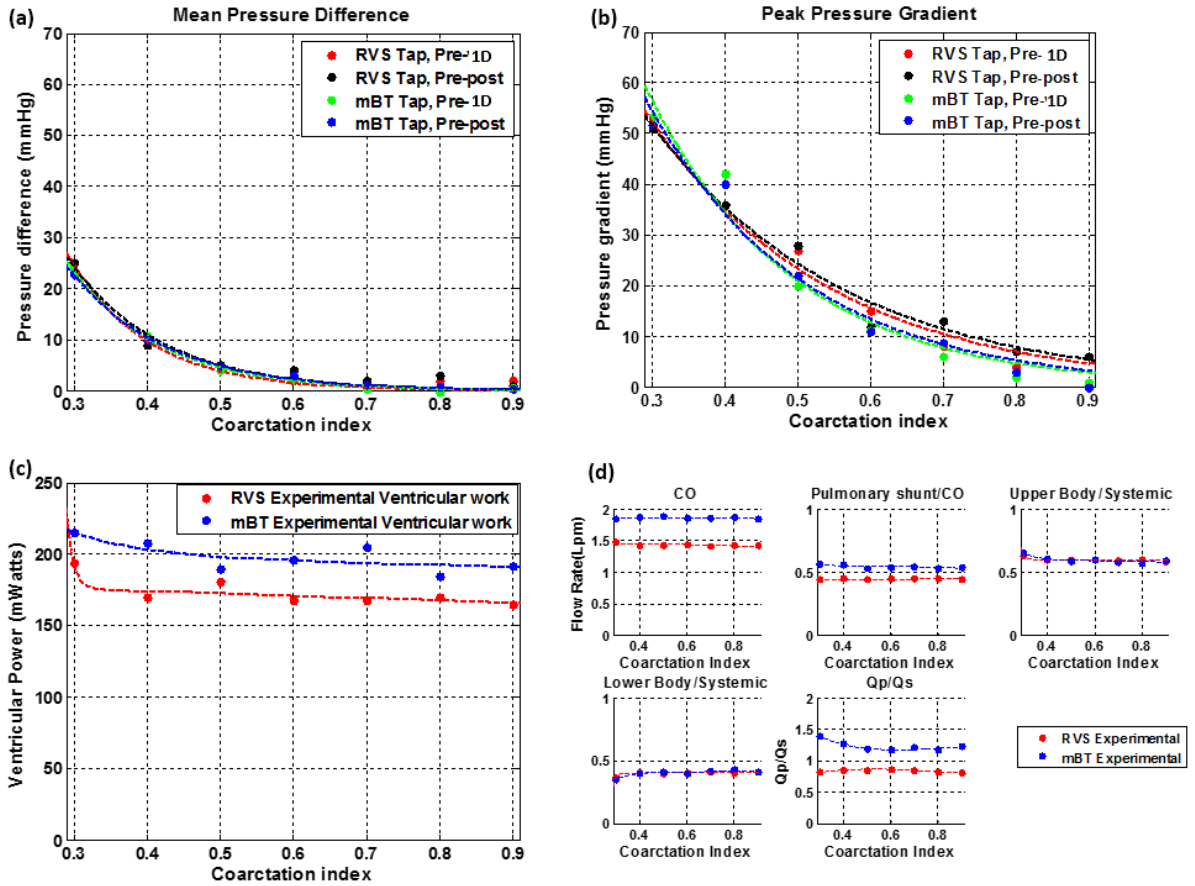 (a)
Mean Pressure Difference
RVS Tap, Pre-'1D
RVS Tap, Pre-post
mBT Tap, Pre-1D
mBT Tap, Pre-post
Pressure difference (mmHg)
70
60
50
40
30
20
10
0
0.3 0.4 0.5 0.6 0.7 0.8 0.9
Coarctation index
(b)
Peak Pressure Gradient
RVS Tap, Pre- 1D
RVS Tap, Pre-post
mBT Tap, Pre-'1D
mBT Tap, Pre-post
Pressure gradient (mmHg)
70
60
50
40
30
20
10
0
0.3 0.4 0.5 0.6 0.7 0.8 0.9
Coarctation index
(c)
RVS Experimental Ventricular work
mBT Experimental Ventricular work
Ventricular Power (mWatts)
250
200
150
100
50
0
0.3 0.4 0.5 0.6 0.7 0.8 0.9
Coarctation index
(d)
CO
Flow Rate(Lpm)
2
1.5
1
0.5
0
0.4 0.6 0.8
Coarctation Index
Pulmonary shunt/CO
1
0.5
0
0.4 0.6 0.8
Coarctation Index
Upper Body/Systemic
1
0.5
0
0.4 0.6 0.8
Coarctation Index
Lower Body/Systemic
1
0.5
0
0.4 0.6 0.8
Coarctation Index
Qp/Qs
Qp/Qs
2
1.5
1
0.5
0
0.4 0.6 0.8
Coarctation Index
RVS Experimental
mBT Experimental